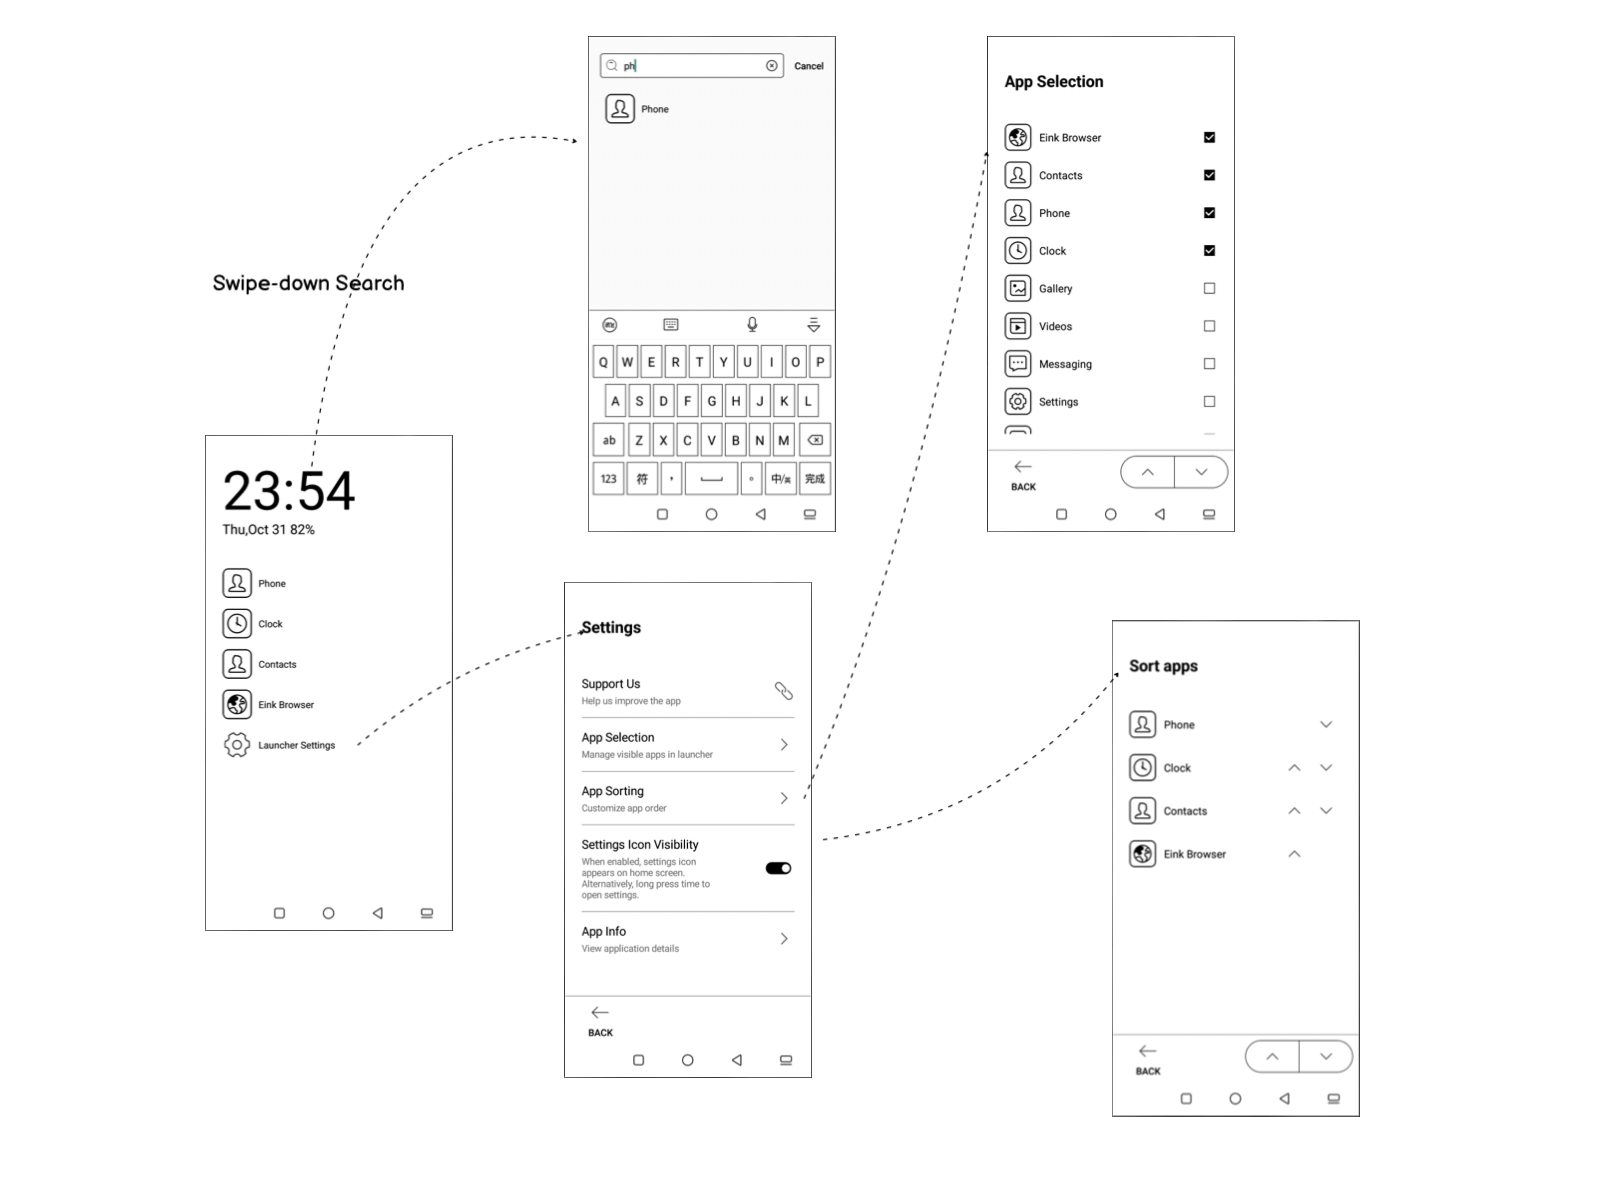 Swipe-down Search
23:54
Thu,Oct 31 82%
Phone
Clock
Contacts
Eink Browser
Launcher Settings
ph
Cancel
Phone
Q W E R T Y U I O P
A S D F G H J K L
ab Z X C V B N M
123 符 , 。 中/英 完成
Settings
Support Us
Help us improve the app
App Selection
Manage visible apps in launcher
App Sorting
Customize app order
Settings Icon Visibility
When enabled, settings icon
appears on home screen.
Alternatively, long press time to
open settings.
App Info
View application details
BACK
App Selection
Eink Browser
Contacts
Phone
Clock
Gallery
Videos
Messaging
Settings
BACK
Sort apps
Phone
Clock
Contacts
Eink Browser
BACK